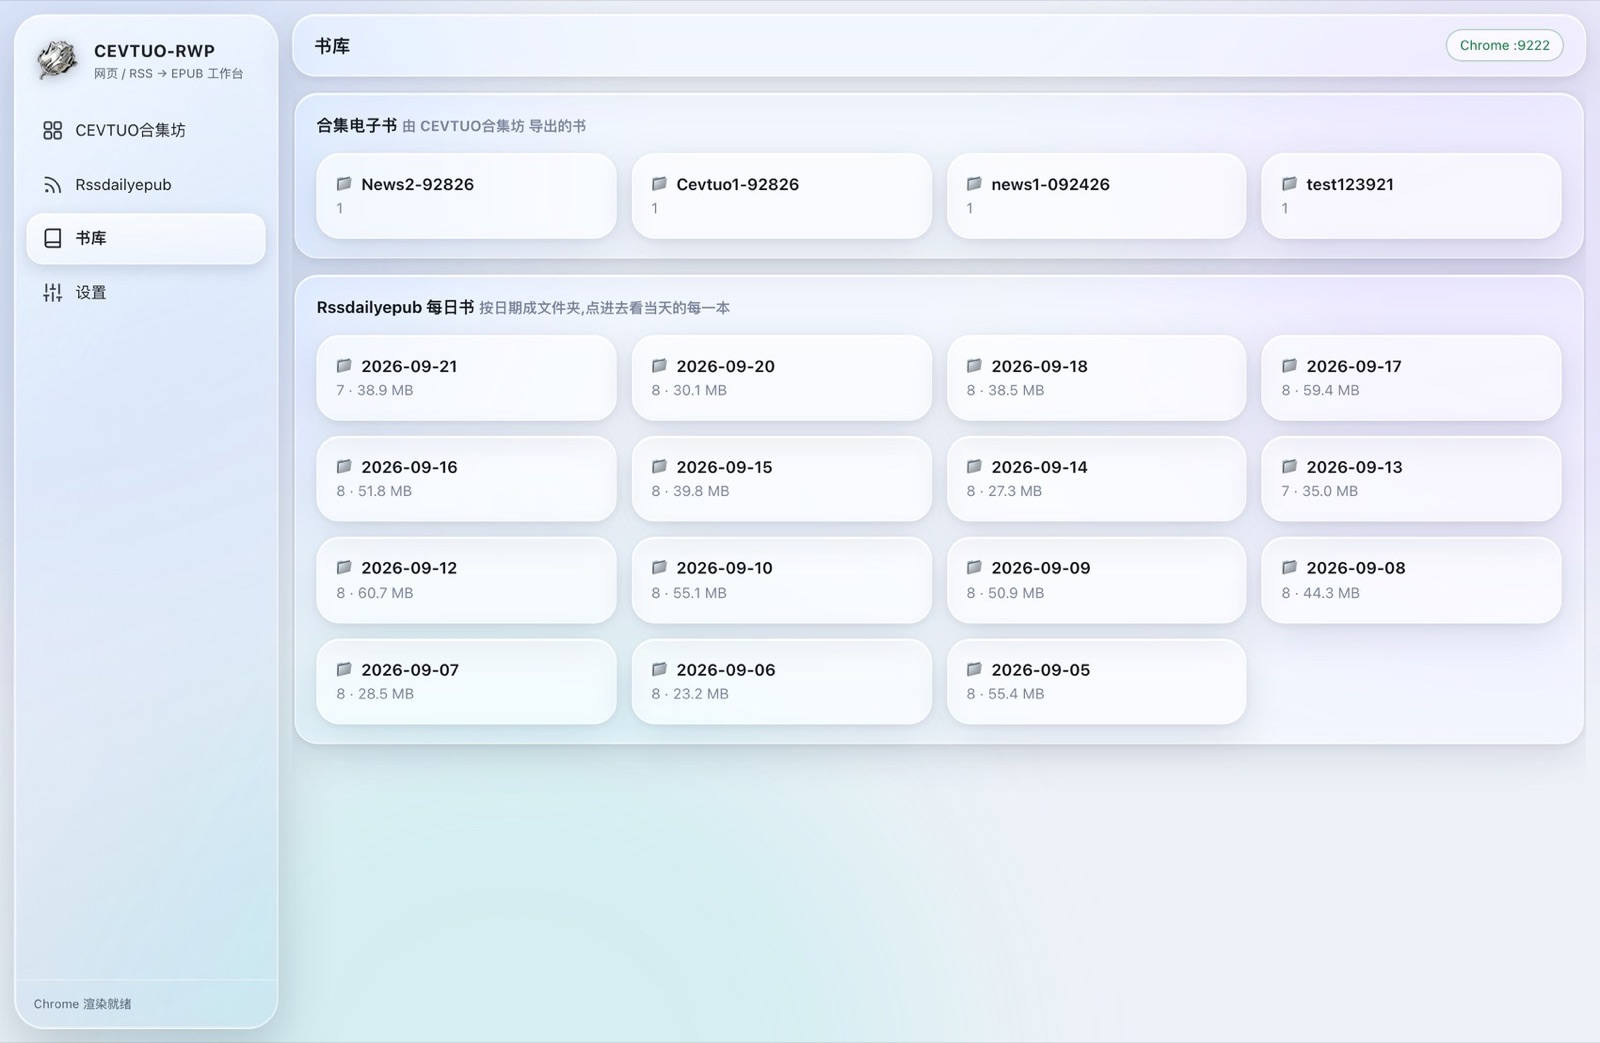 CEVTUO-RWP
网页 / RSS → EPUB 工作台
CEVTUO合集坊
Rssdailyepub
书库
设置
Chrome 渲染就绪
书库
Chrome :9222
合集电子书 由 CEVTUO合集坊 导出的书
News2-92826
1
Cevtuo1-92826
1
news1-092426
1
test123921
1
Rssdailyepub 每日书 按日期成文件夹,点进去看当天的每一本
2026-09-21
7 · 38.9 MB
2026-09-20
8 · 30.1 MB
2026-09-18
8 · 38.5 MB
2026-09-17
8 · 59.4 MB
2026-09-16
8 · 51.8 MB
2026-09-15
8 · 39.8 MB
2026-09-14
8 · 27.3 MB
2026-09-13
7 · 35.0 MB
2026-09-12
8 · 60.7 MB
2026-09-10
8 · 55.1 MB
2026-09-09
8 · 50.9 MB
2026-09-08
8 · 44.3 MB
2026-09-07
8 · 28.5 MB
2026-09-06
8 · 23.2 MB
2026-09-05
8 · 55.4 MB